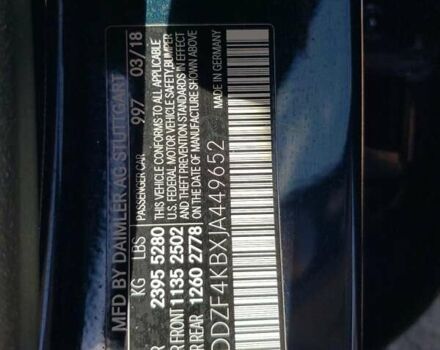 MFD BY DAIMLER AG STUTTGART
PASSENGER CAR 997 03/18
KG LBS
2395 5280
FRONT 1135 2502
REAR 1260 2778
THIS VEHICLE CONFORMS TO ALL APPLICABLE
U.S. FEDERAL MOTOR VEHICLE SAFETY, BUMPER
AND THEFT PREVENTION STANDARDS IN EFFECT
ON THE DATE OF MANUFACTURE SHOWN ABOVE
MADE IN GERMANY
DDZF4KBXJA449652